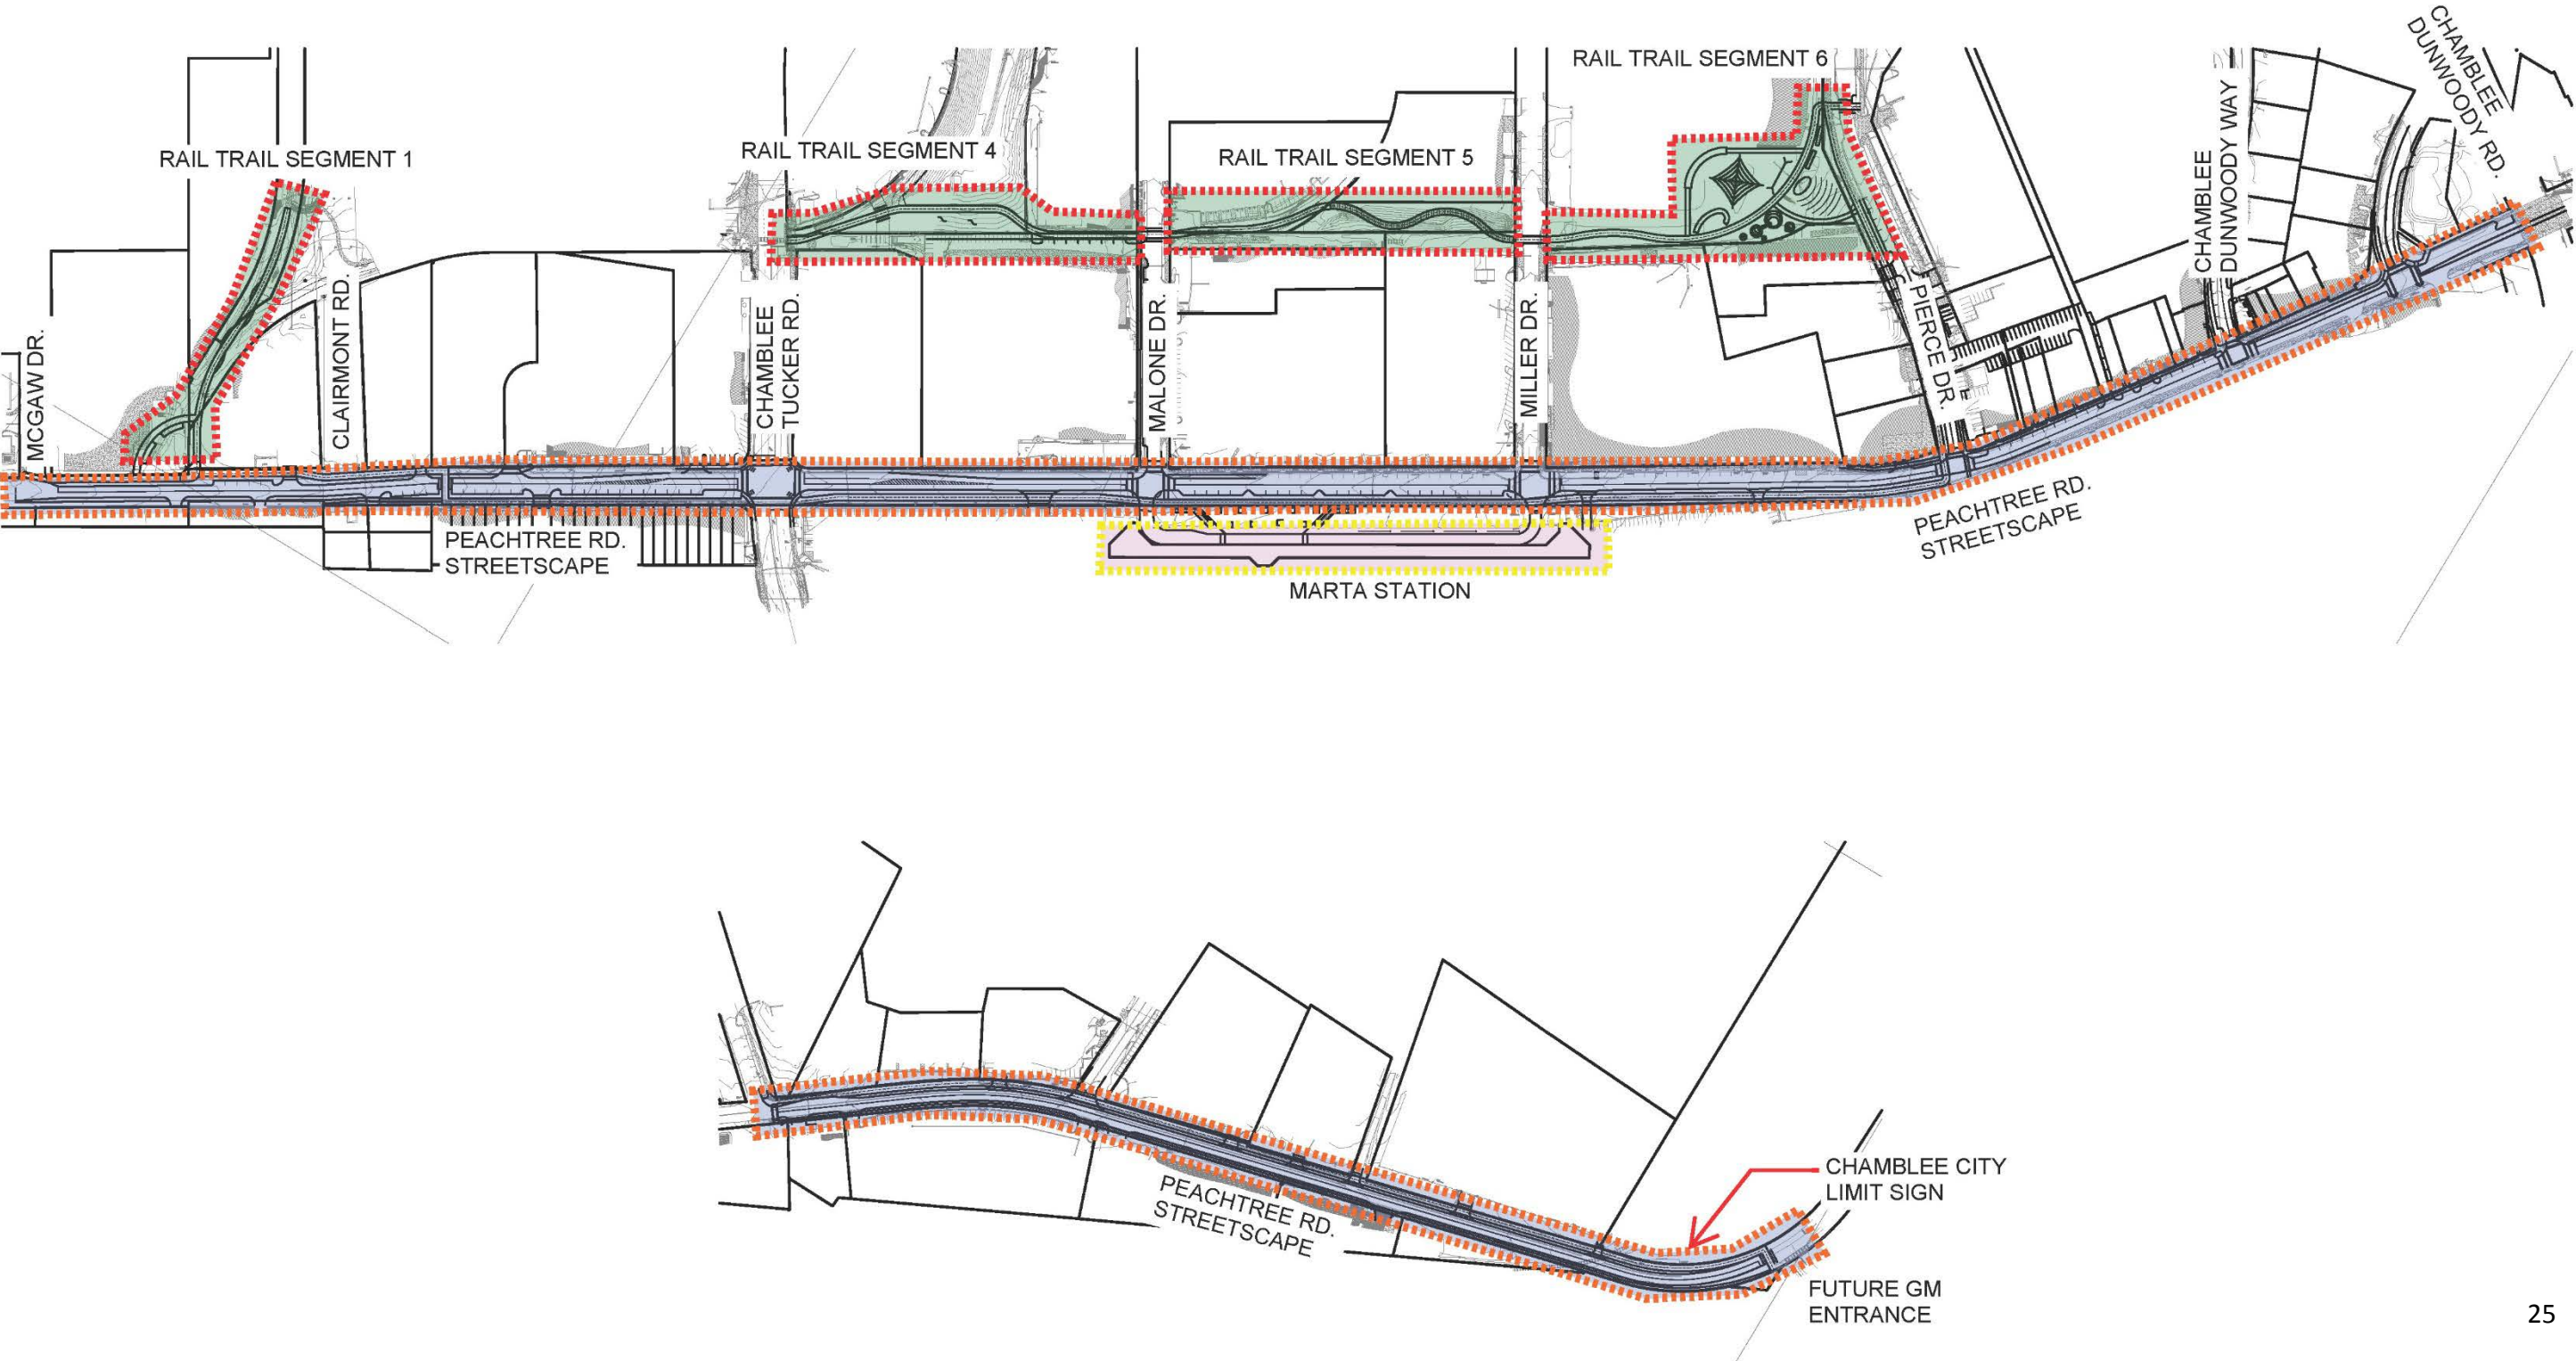 RAIL TRAIL SEGMENT 1
RAIL TRAIL SEGMENT 4
RAIL TRAIL SEGMENT 5
RAIL TRAIL SEGMENT 6
CHAMBLEE
DUNWOODY RD.
MCGAW DR.
CLAIRMONT RD.
CHAMBLEE
TUCKER RD.
MALONE DR.
MILLER DR.
PIERCE DR.
CHAMBLEE
DUNWOODY WAY
PEACHTREE RD.
STREETSCAPE
MARTA STATION
PEACHTREE RD.
STREETSCAPE
PEACHTREE RD.
STREETSCAPE
CHAMBLEE CITY
LIMIT SIGN
FUTURE GM
ENTRANCE
25